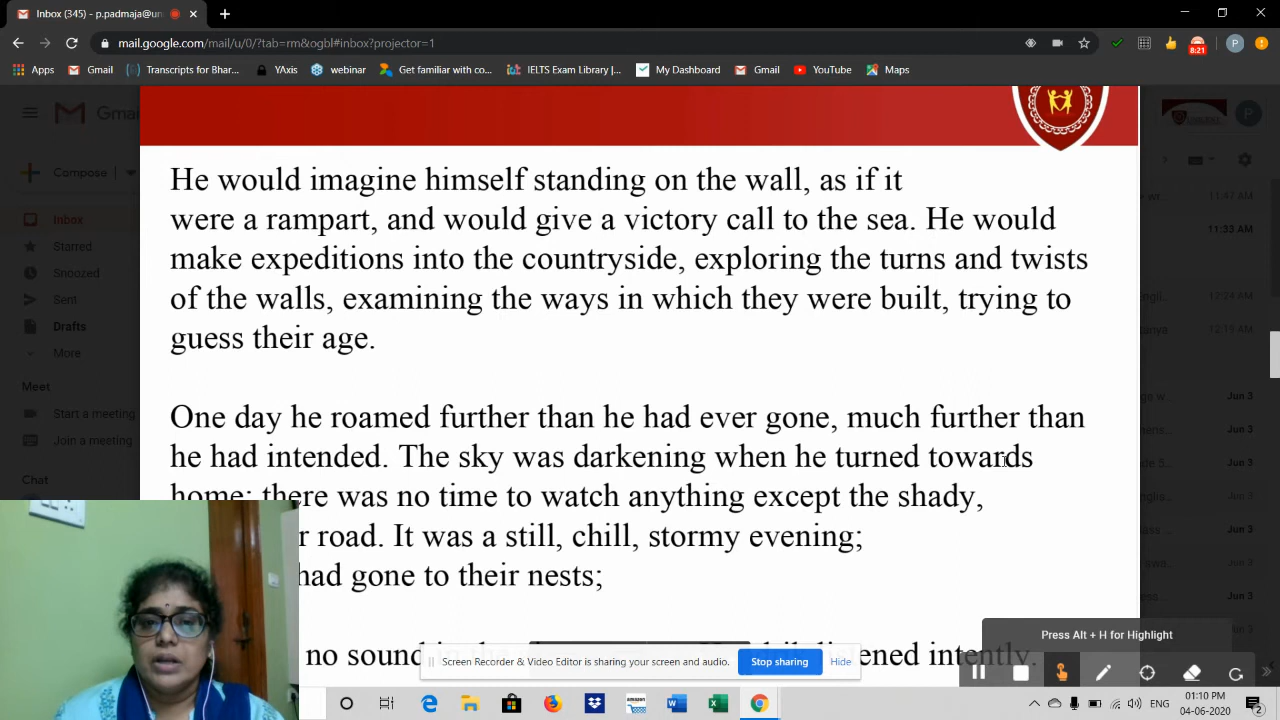 Inbox (345) - p.padmaja@un
mail.google.com/mail/u/0/?tab=rm&ogbl#inbox?projector=1
8:21
P
Apps
Gmail
Transcripts for Bhar...
YAxis
webinar
Get familiar with co...
IELTS Exam Library |...
My Dashboard
Gmail
YouTube
Maps
Gma
P
Compose
Inbox
Starred
Snoozed
Sent
Drafts
More
Meet
Start a meeting
Join a meeting
Chat
11:47 AM
11:33 AM
12:24 AM
12:19 AM
Jun 3
Jun 3
Jun 3
Jun 3
Jun 3
Jun 3
Jun 3
He would imagine himself standing on the wall, as if it
were a rampart, and would give a victory call to the sea. He would
make expeditions into the countryside, exploring the turns and twists
of the walls, examining the ways in which they were built, trying to
guess their age.
One day he roamed further than he had ever gone, much further than
he had intended. The sky was darkening when he turned towards
home; there was no time to watch anything except the shady,
road. It was a still, chill, stormy evening;
had gone to their nests;
no sound in intently.
Press Alt + H for Highlight
Screen Recorder & Video Editor is sharing your screen and audio.
Stop sharing
Hide
ENG
01:10 PM
04-06-2020
2